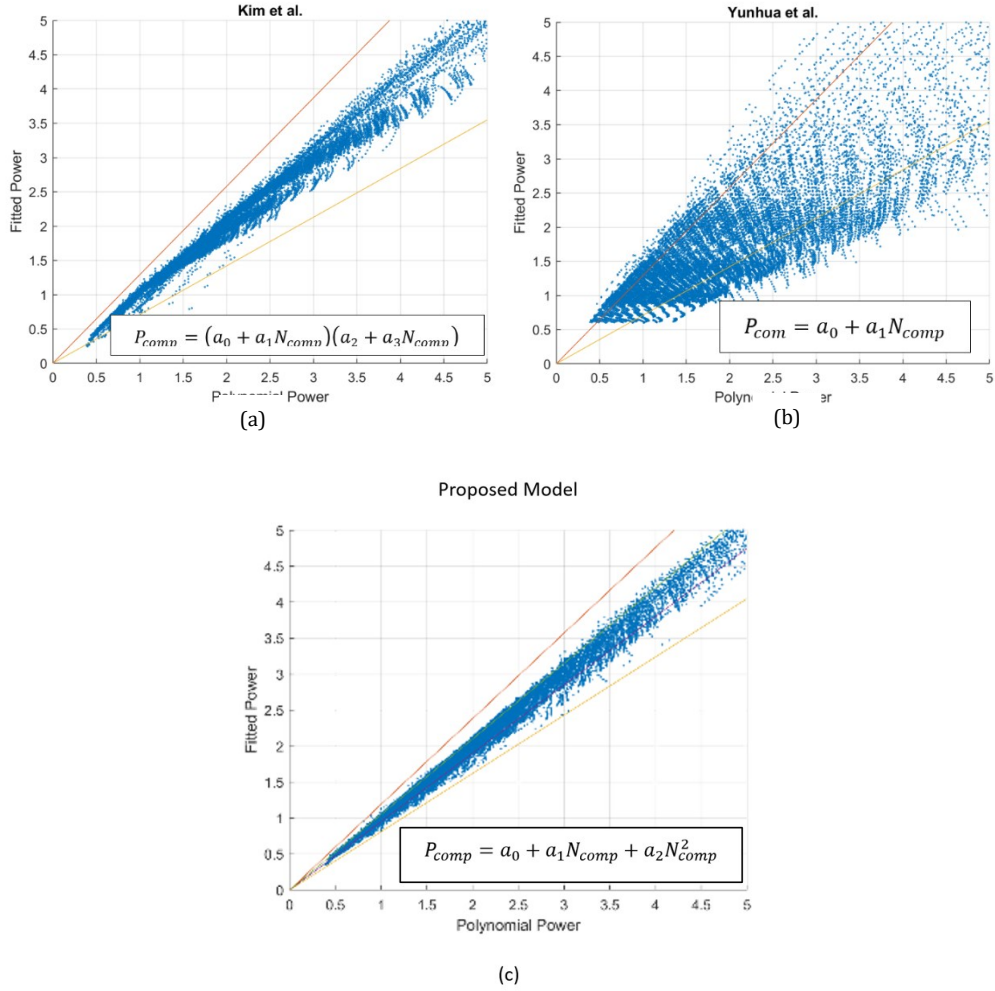 Kim et al.
5
4.5
4
3.5
3
2.5
2
1.5
1
0.5
0
Fitted Power
P_comp = (a_0 + a_1 N_comp)(a_2 + a_3 N_comp)
0.5 1 1.5 2 2.5 3 3.5 4 4.5 5
Power
(a)
Yunhua et al.
5
4.5
4
3.5
3
2.5
2
1.5
1
0.5
0
Fitted Power
P_com = a_0 + a_1 N_comp
0 0.5 1 1.5 2 2.5 3 3.5 4 4.5 5
(b)
Proposed Model
5
4.5
4
3.5
3
2.5
2
1.5
1
0.5
0
Fitted Power
P_comp = a_0 + a_1 N_comp + a_2 N_comp^2
0 0.5 1 1.5 2 2.5 3 3.5 4 4.5 5
Polynomial Power
(c)